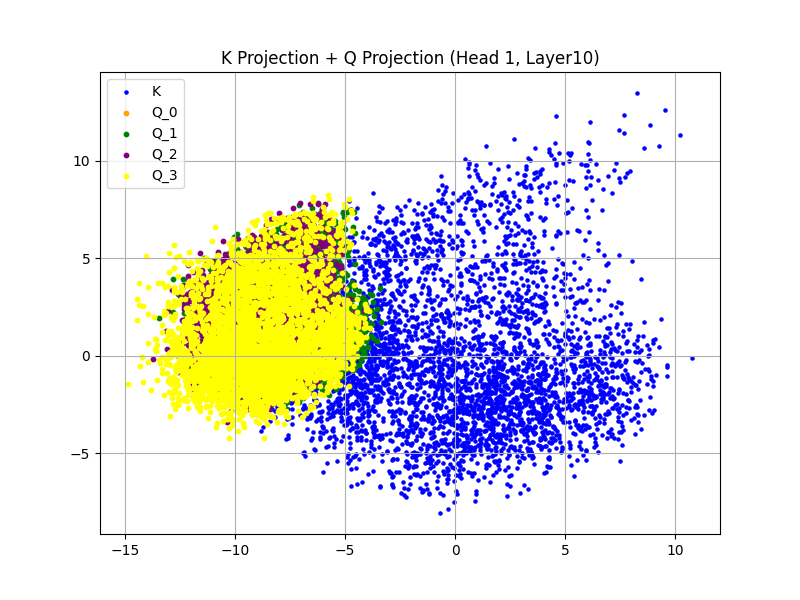 K Projection + Q Projection (Head 1, Layer10)
K
Q_0
Q_1
Q_2
Q_3
10
5
0
−5
−15
−10
−5
0
5
10